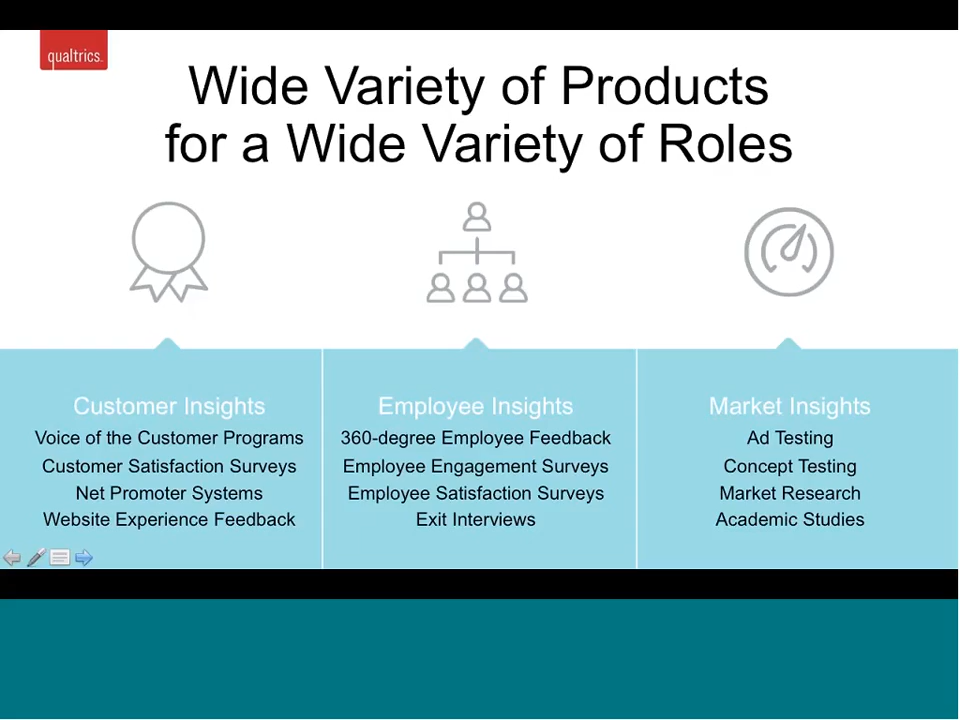 qualtrics.
Wide Variety of Products
for a Wide Variety of Roles
Customer Insights
Voice of the Customer Programs
Customer Satisfaction Surveys
Net Promoter Systems
Website Experience Feedback
Employee Insights
360-degree Employee Feedback
Employee Engagement Surveys
Employee Satisfaction Surveys
Exit Interviews
Market Insights
Ad Testing
Concept Testing
Market Research
Academic Studies